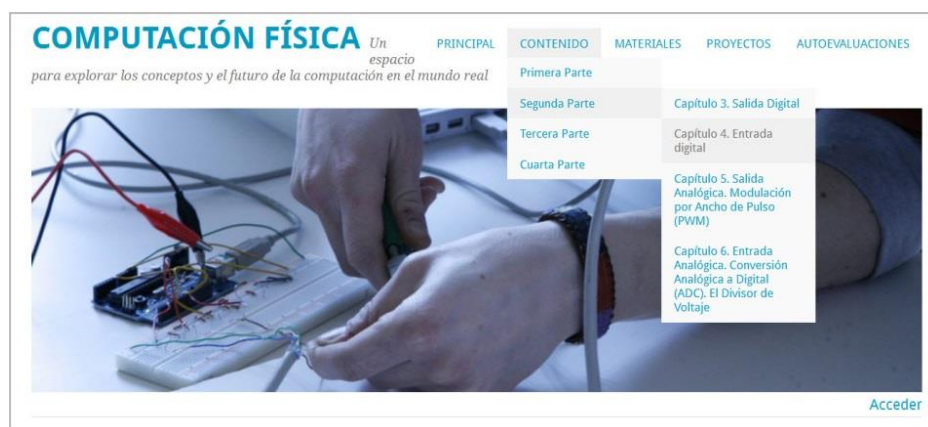 COMPUTACIÓN FÍSICA Un
espacio
para explorar los conceptos y el futuro de la computación en el mundo real
PRINCIPAL CONTENIDO MATERIALES PROYECTOS AUTOEVALUACIONES
Primera Parte
Segunda Parte
Tercera Parte
Cuarta Parte
Capítulo 3. Salida Digital
Capítulo 4. Entrada
digital
Capítulo 5. Salida
Analógica. Modulación
por Ancho de Pulso
(PWM)
Capítulo 6. Entrada
Analógica. Conversión
Analógica a Digital
(ADC). El Divisor de
Voltaje
Acceder